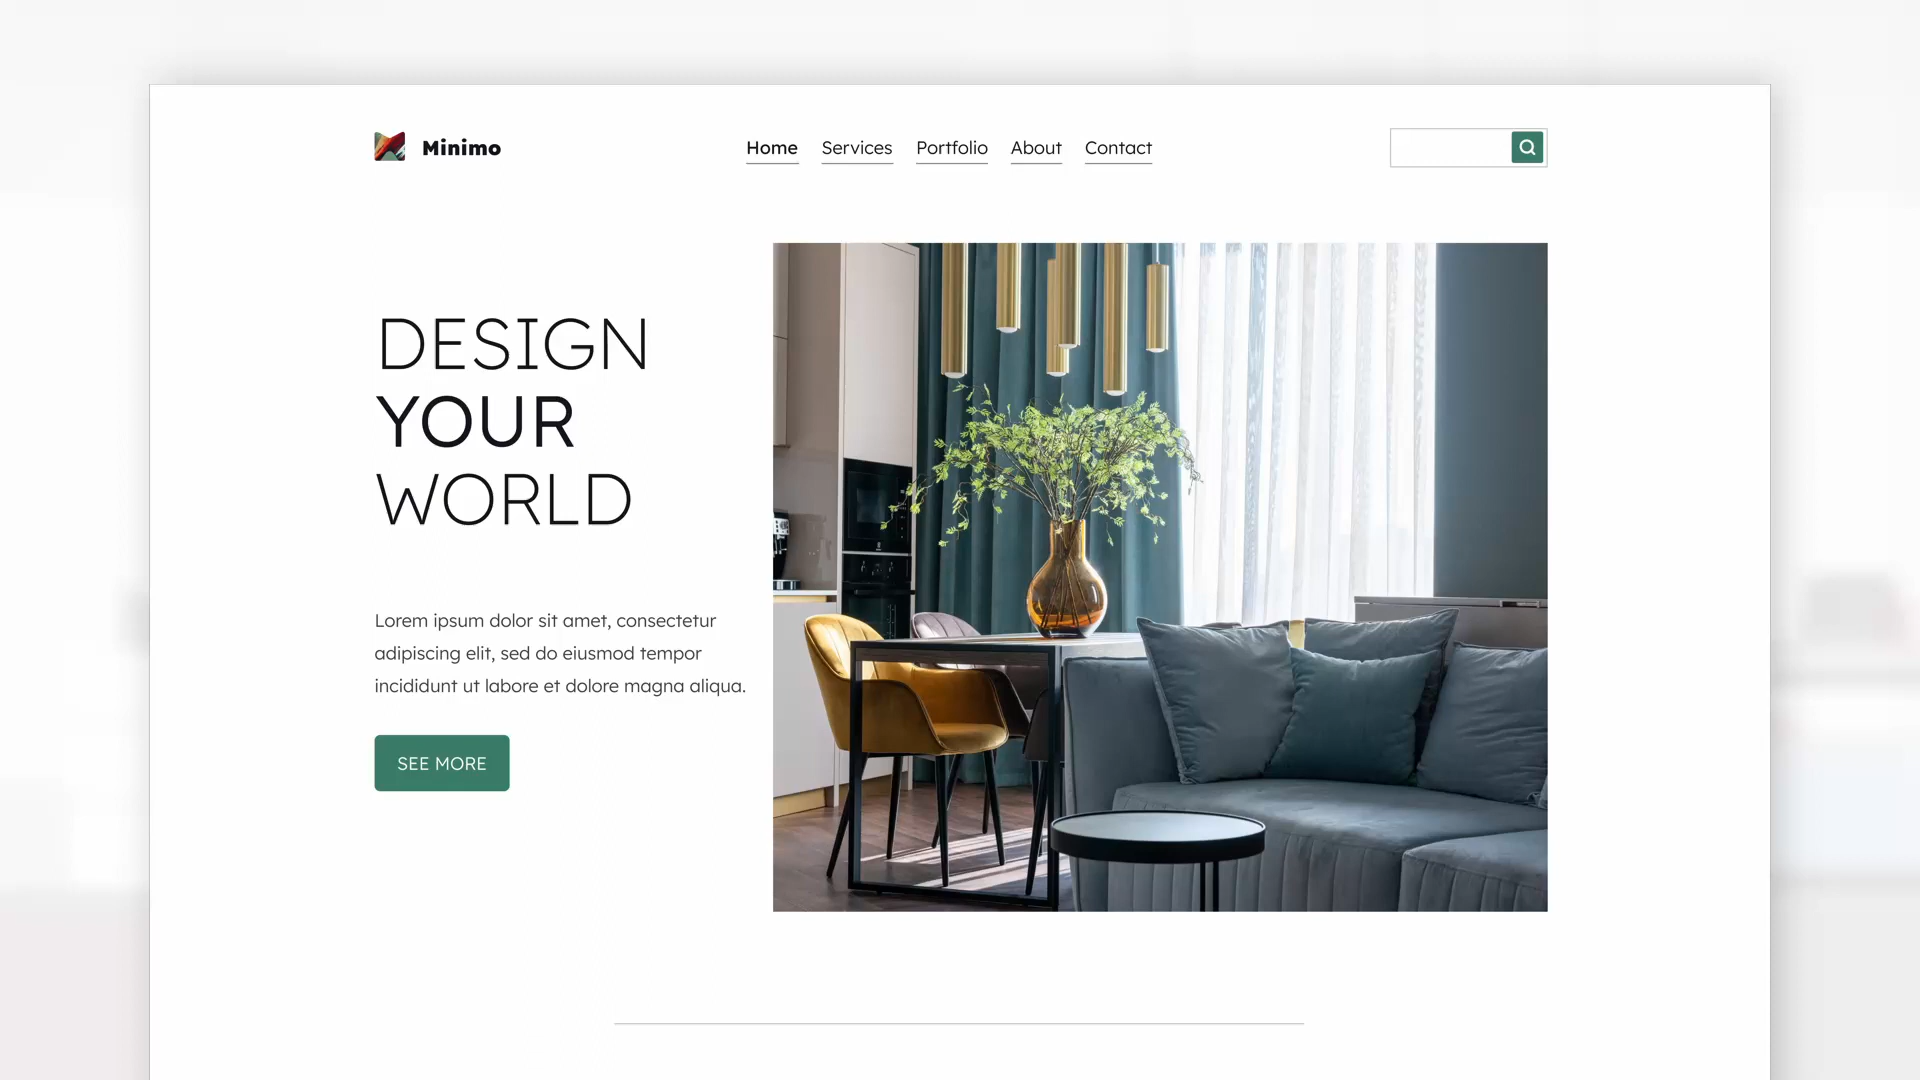 Minimo
Home Services Portfolio About Contact
DESIGN
YOUR
WORLD
Lorem ipsum dolor sit amet, consectetur
adipiscing elit, sed do eiusmod tempor
incididunt ut labore et dolore magna aliqua.
SEE MORE